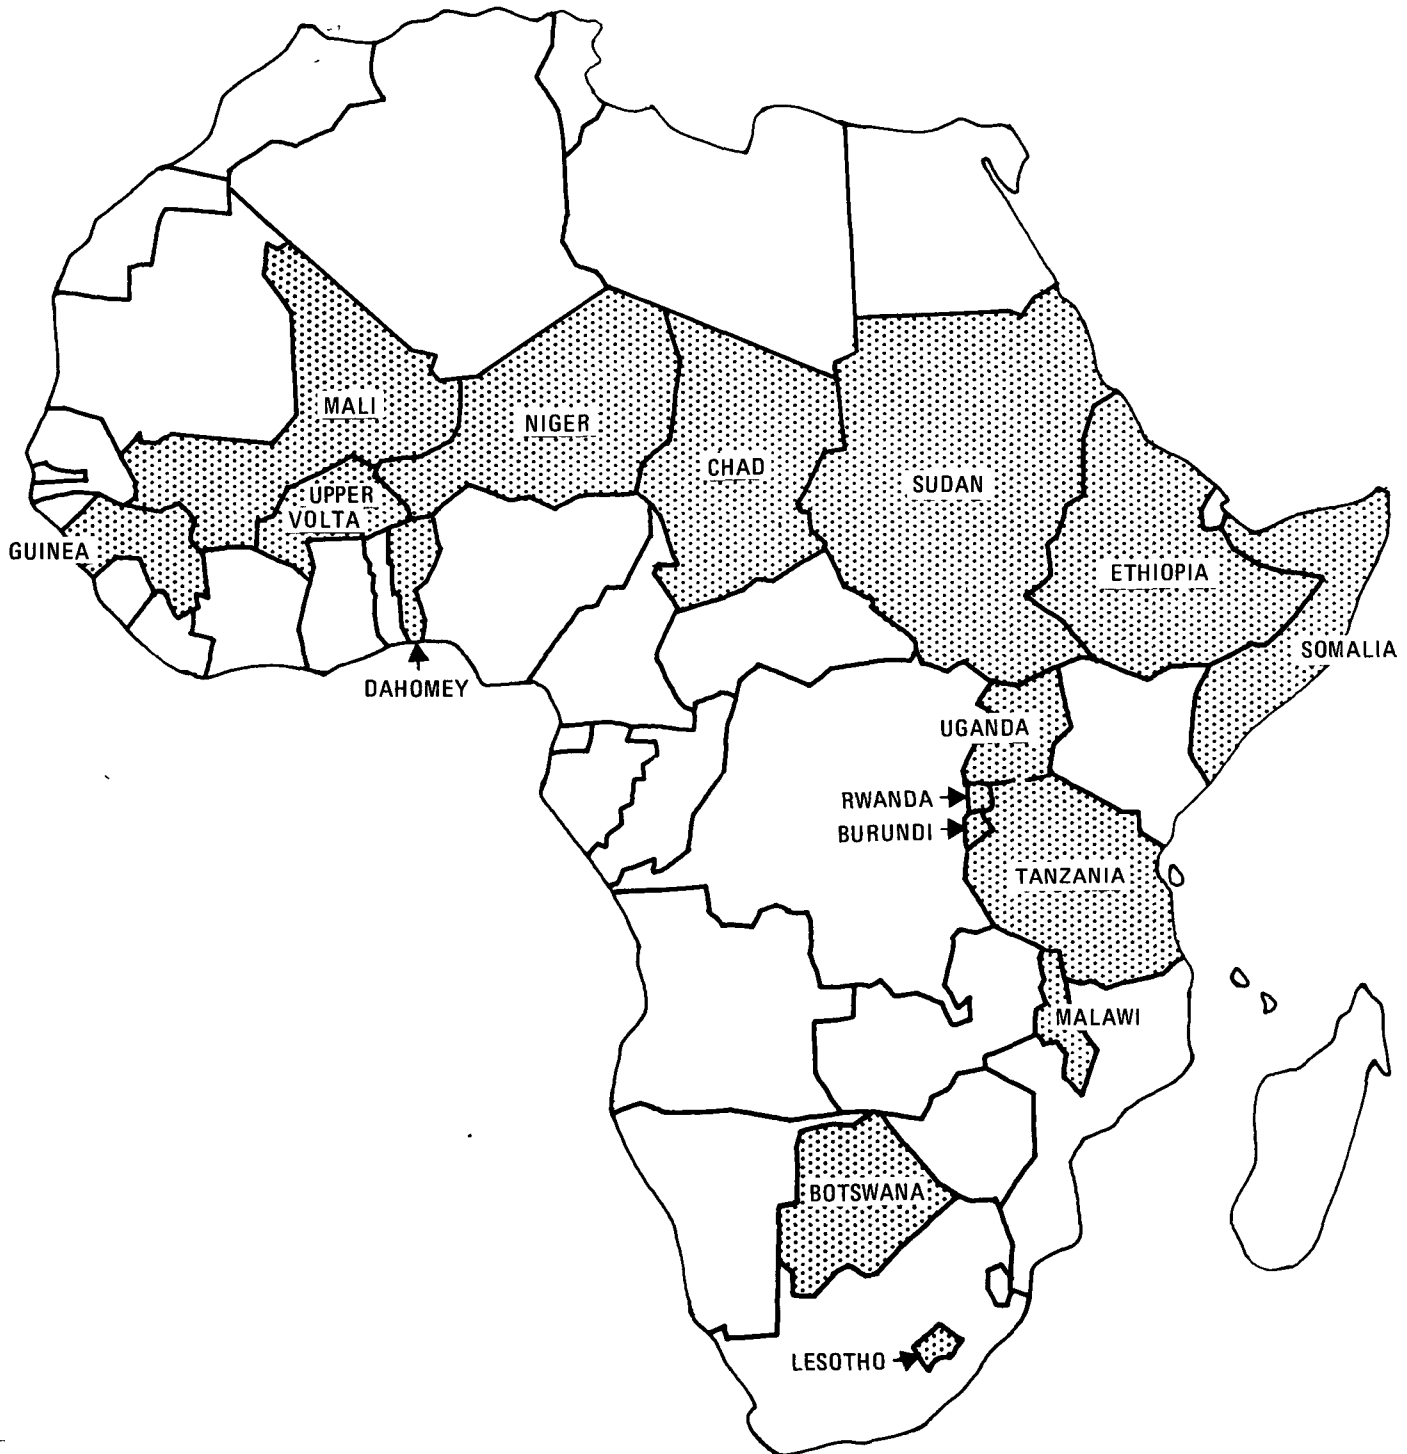 MALI
NIGER
CHAD
SUDAN
UPPER
VOLTA
GUINEA
ETHIOPIA
SOMALIA
DAHOMEY
UGANDA
RWANDA
BURUNDI
TANZANIA
MALAWI
BOTSWANA
LESOTHO